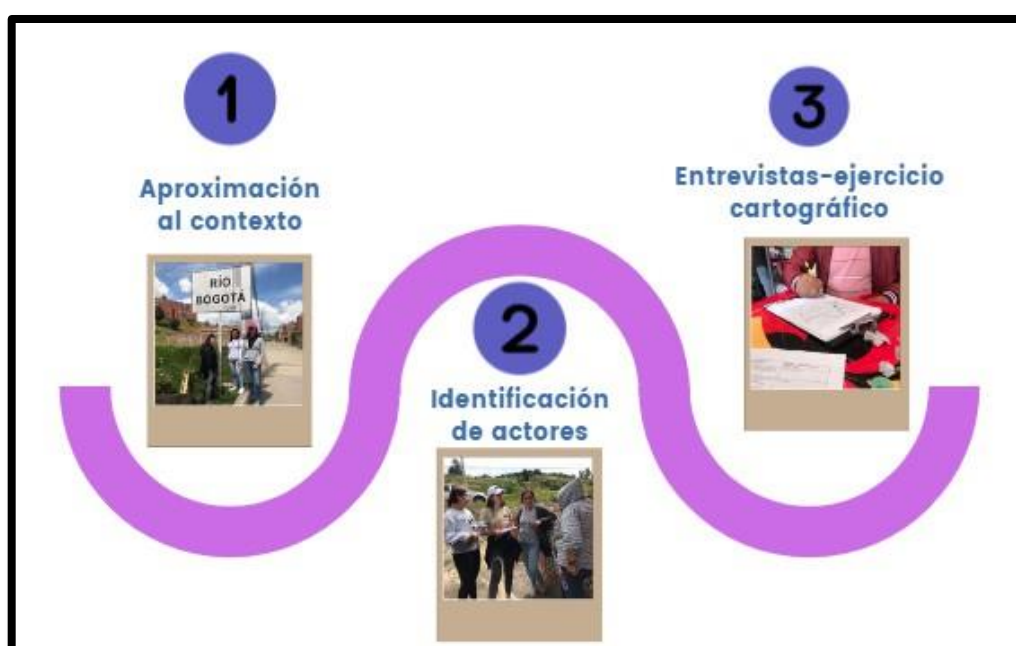 1
Aproximación
al contexto
RÍO
BOGOTÁ
2
Identificación
de actores
3
Entrevistas-ejercicio
cartográfico